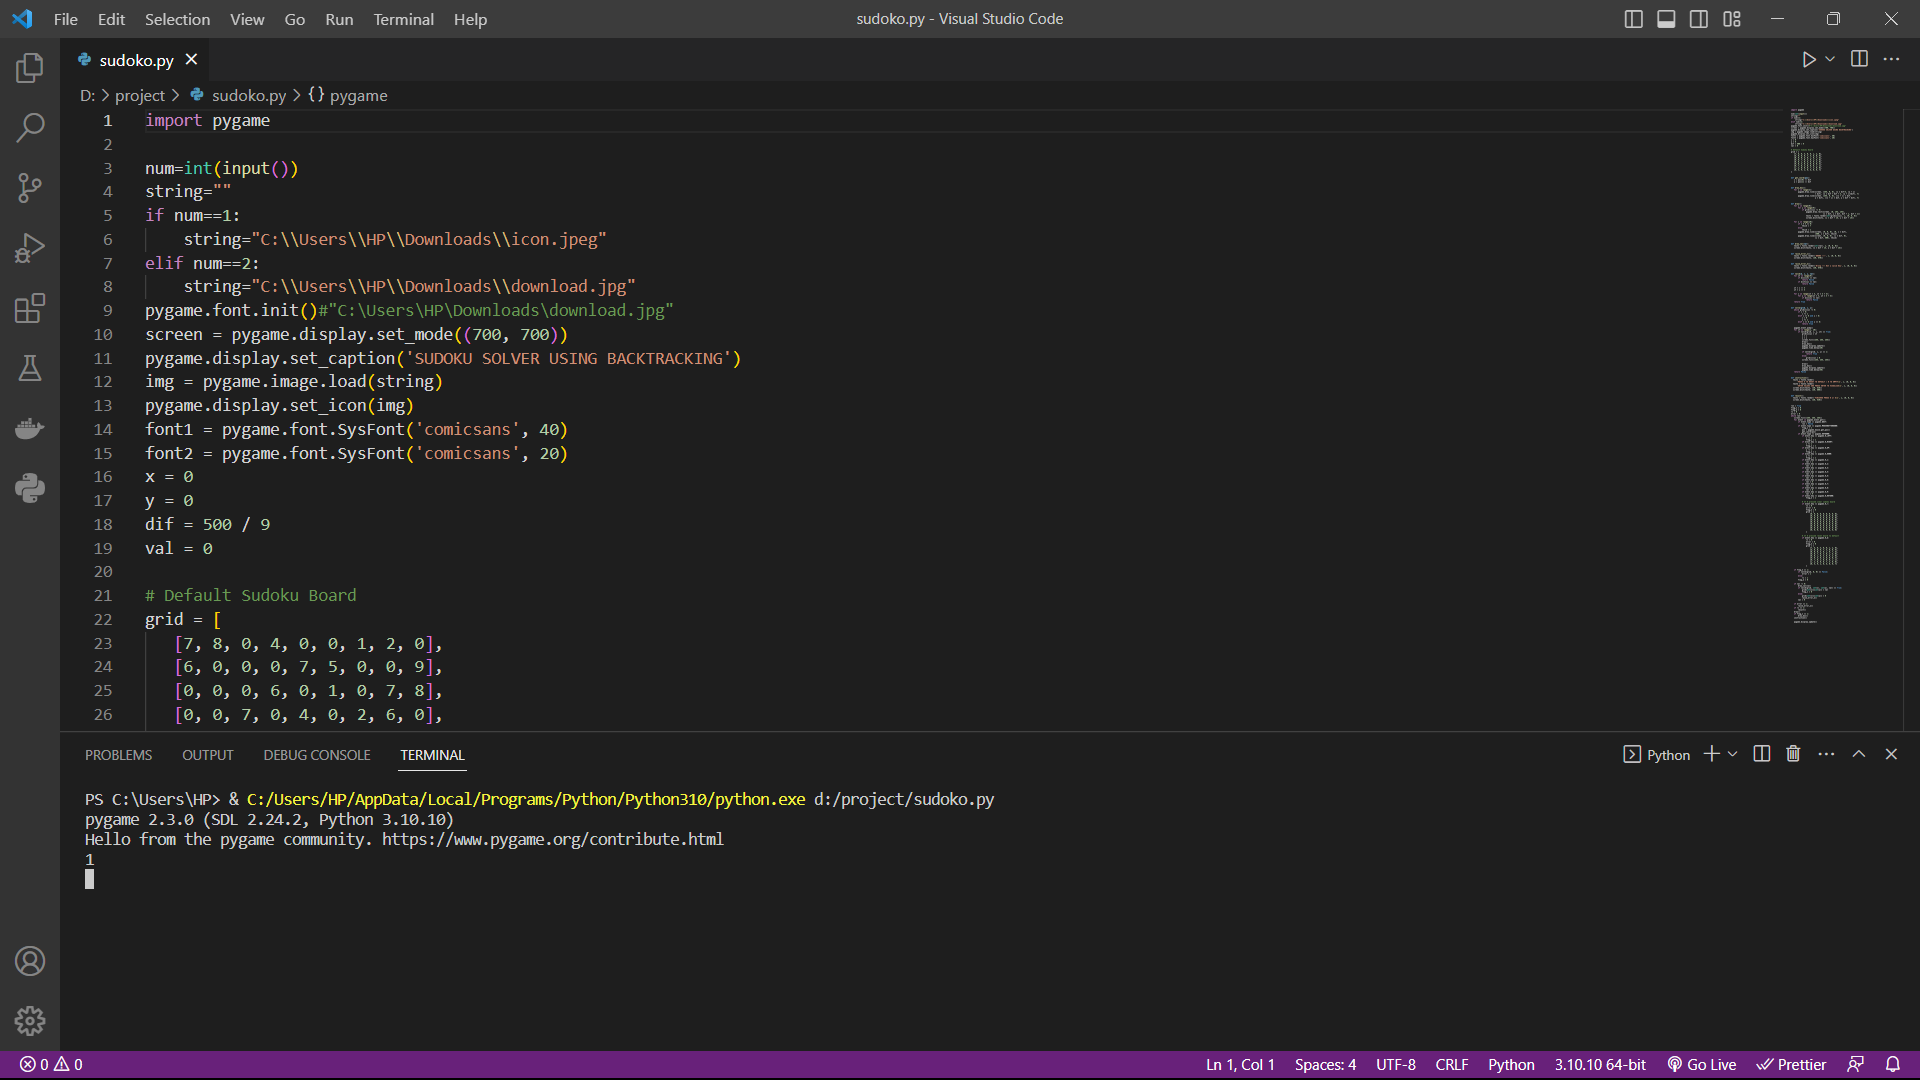 File Edit Selection View Go Run Terminal Help
sudoko.py - Visual Studio Code
sudoko.py
D: > project > sudoko.py > {} pygame
1 import pygame
2
3 num=int(input())
4 string=""
5 if num==1:
6 string="C:\\Users\\HP\\Downloads\\icon.jpeg"
7 elif num==2:
8 string="C:\\Users\\HP\\Downloads\\download.jpg"
9 pygame.font.init()#"C:\Users\HP\Downloads\download.jpg"
10 screen = pygame.display.set_mode((700, 700))
11 pygame.display.set_caption('SUDOKU SOLVER USING BACKTRACKING')
12 img = pygame.image.load(string)
13 pygame.display.set_icon(img)
14 font1 = pygame.font.SysFont('comicsans', 40)
15 font2 = pygame.font.SysFont('comicsans', 20)
16 x = 0
17 y = 0
18 dif = 500 / 9
19 val = 0
20
21 # Default Sudoku Board
22 grid = [
23 [7, 8, 0, 4, 0, 0, 1, 2, 0],
24 [6, 0, 0, 0, 7, 5, 0, 0, 9],
25 [0, 0, 0, 6, 0, 1, 0, 7, 8],
26 [0, 0, 7, 0, 4, 0, 2, 6, 0],
PROBLEMS OUTPUT DEBUG CONSOLE TERMINAL
Python
PS C:\Users\HP> & C:/Users/HP/AppData/Local/Programs/Python/Python310/python.exe d:/project/sudoko.py
pygame 2.3.0 (SDL 2.24.2, Python 3.10.10)
Hello from the pygame community. https://www.pygame.org/contribute.html
1
0 0
Ln 1, Col 1 Spaces: 4 UTF-8 CRLF Python 3.10.10 64-bit Go Live Prettier